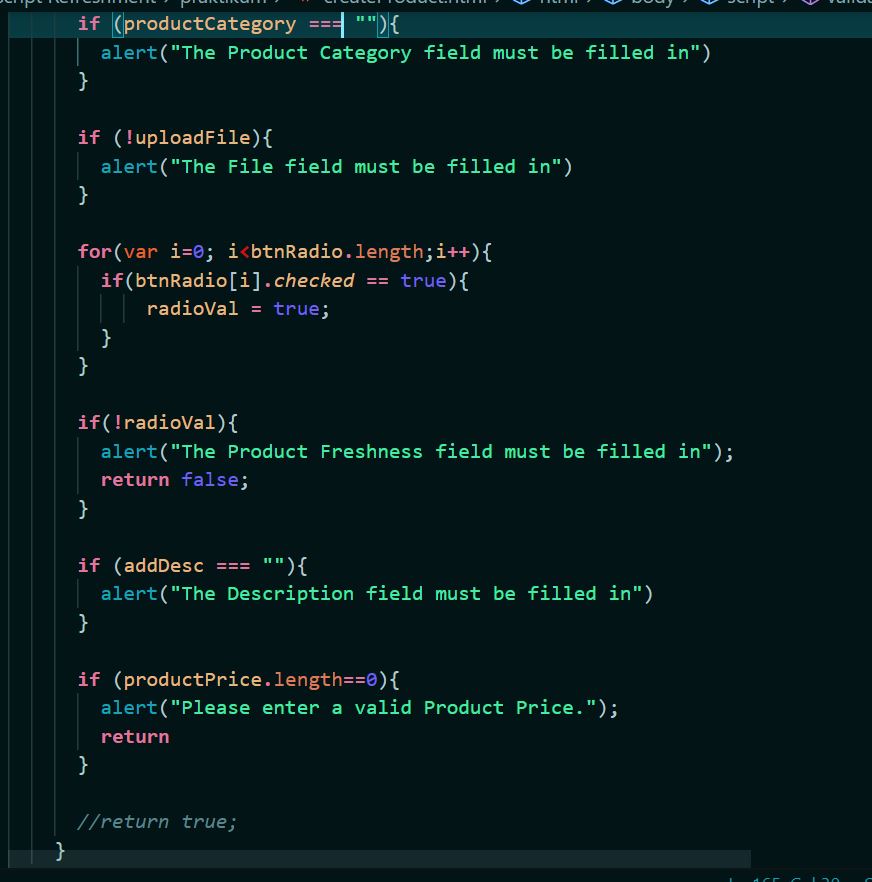 if (productCategory === ""){
alert("The Product Category field must be filled in")
}
if (!uploadFile){
alert("The File field must be filled in")
}
for(var i=0; i<btnRadio.length;i++){
if(btnRadio[i].checked == true){
radioVal = true;
}
}
if(!radioVal){
alert("The Product Freshness field must be filled in");
return false;
}
if (addDesc === ""){
alert("The Description field must be filled in")
}
if (productPrice.length==0){
alert("Please enter a valid Product Price.");
return
}
//return true;
}